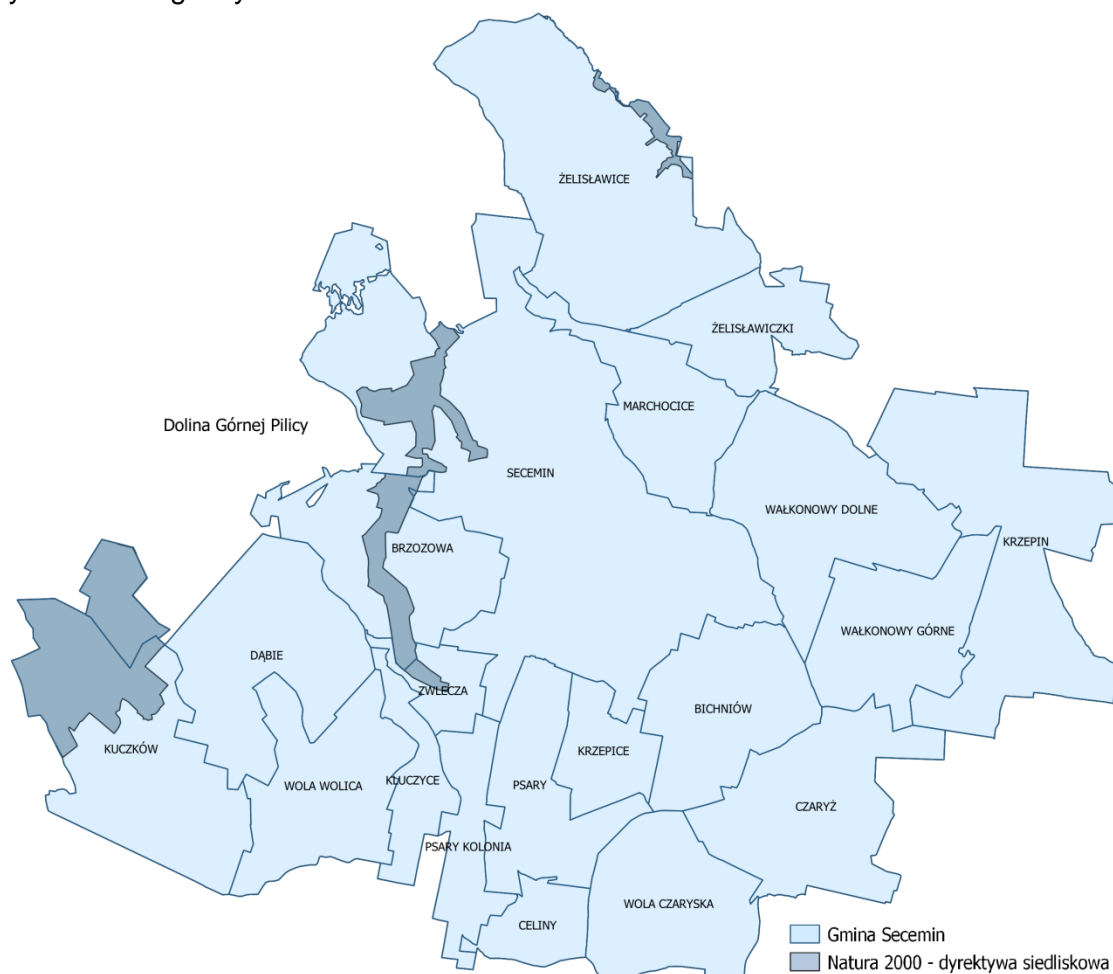 ŻELISŁAWICE
ŻELISŁAWICZKI
MARCHOCICE
Dolina Górnej Pilicy
SECEMIN
WAŁKONOWY DOLNE
KRZEPIN
BRZOZOWA
WAŁKONOWY GÓRNE
DĄBIE
ZWLECZA
BICHNIÓW
KUCZKÓW
KRZEPICE
WOLA WOLICA
KLUCZYCE
PSARY
CZARYŻ
PSARY KOLONIA
WOLA CZARYSKA
CELINY
Gmina Secemin
Natura 2000 - dyrektywa siedliskowa